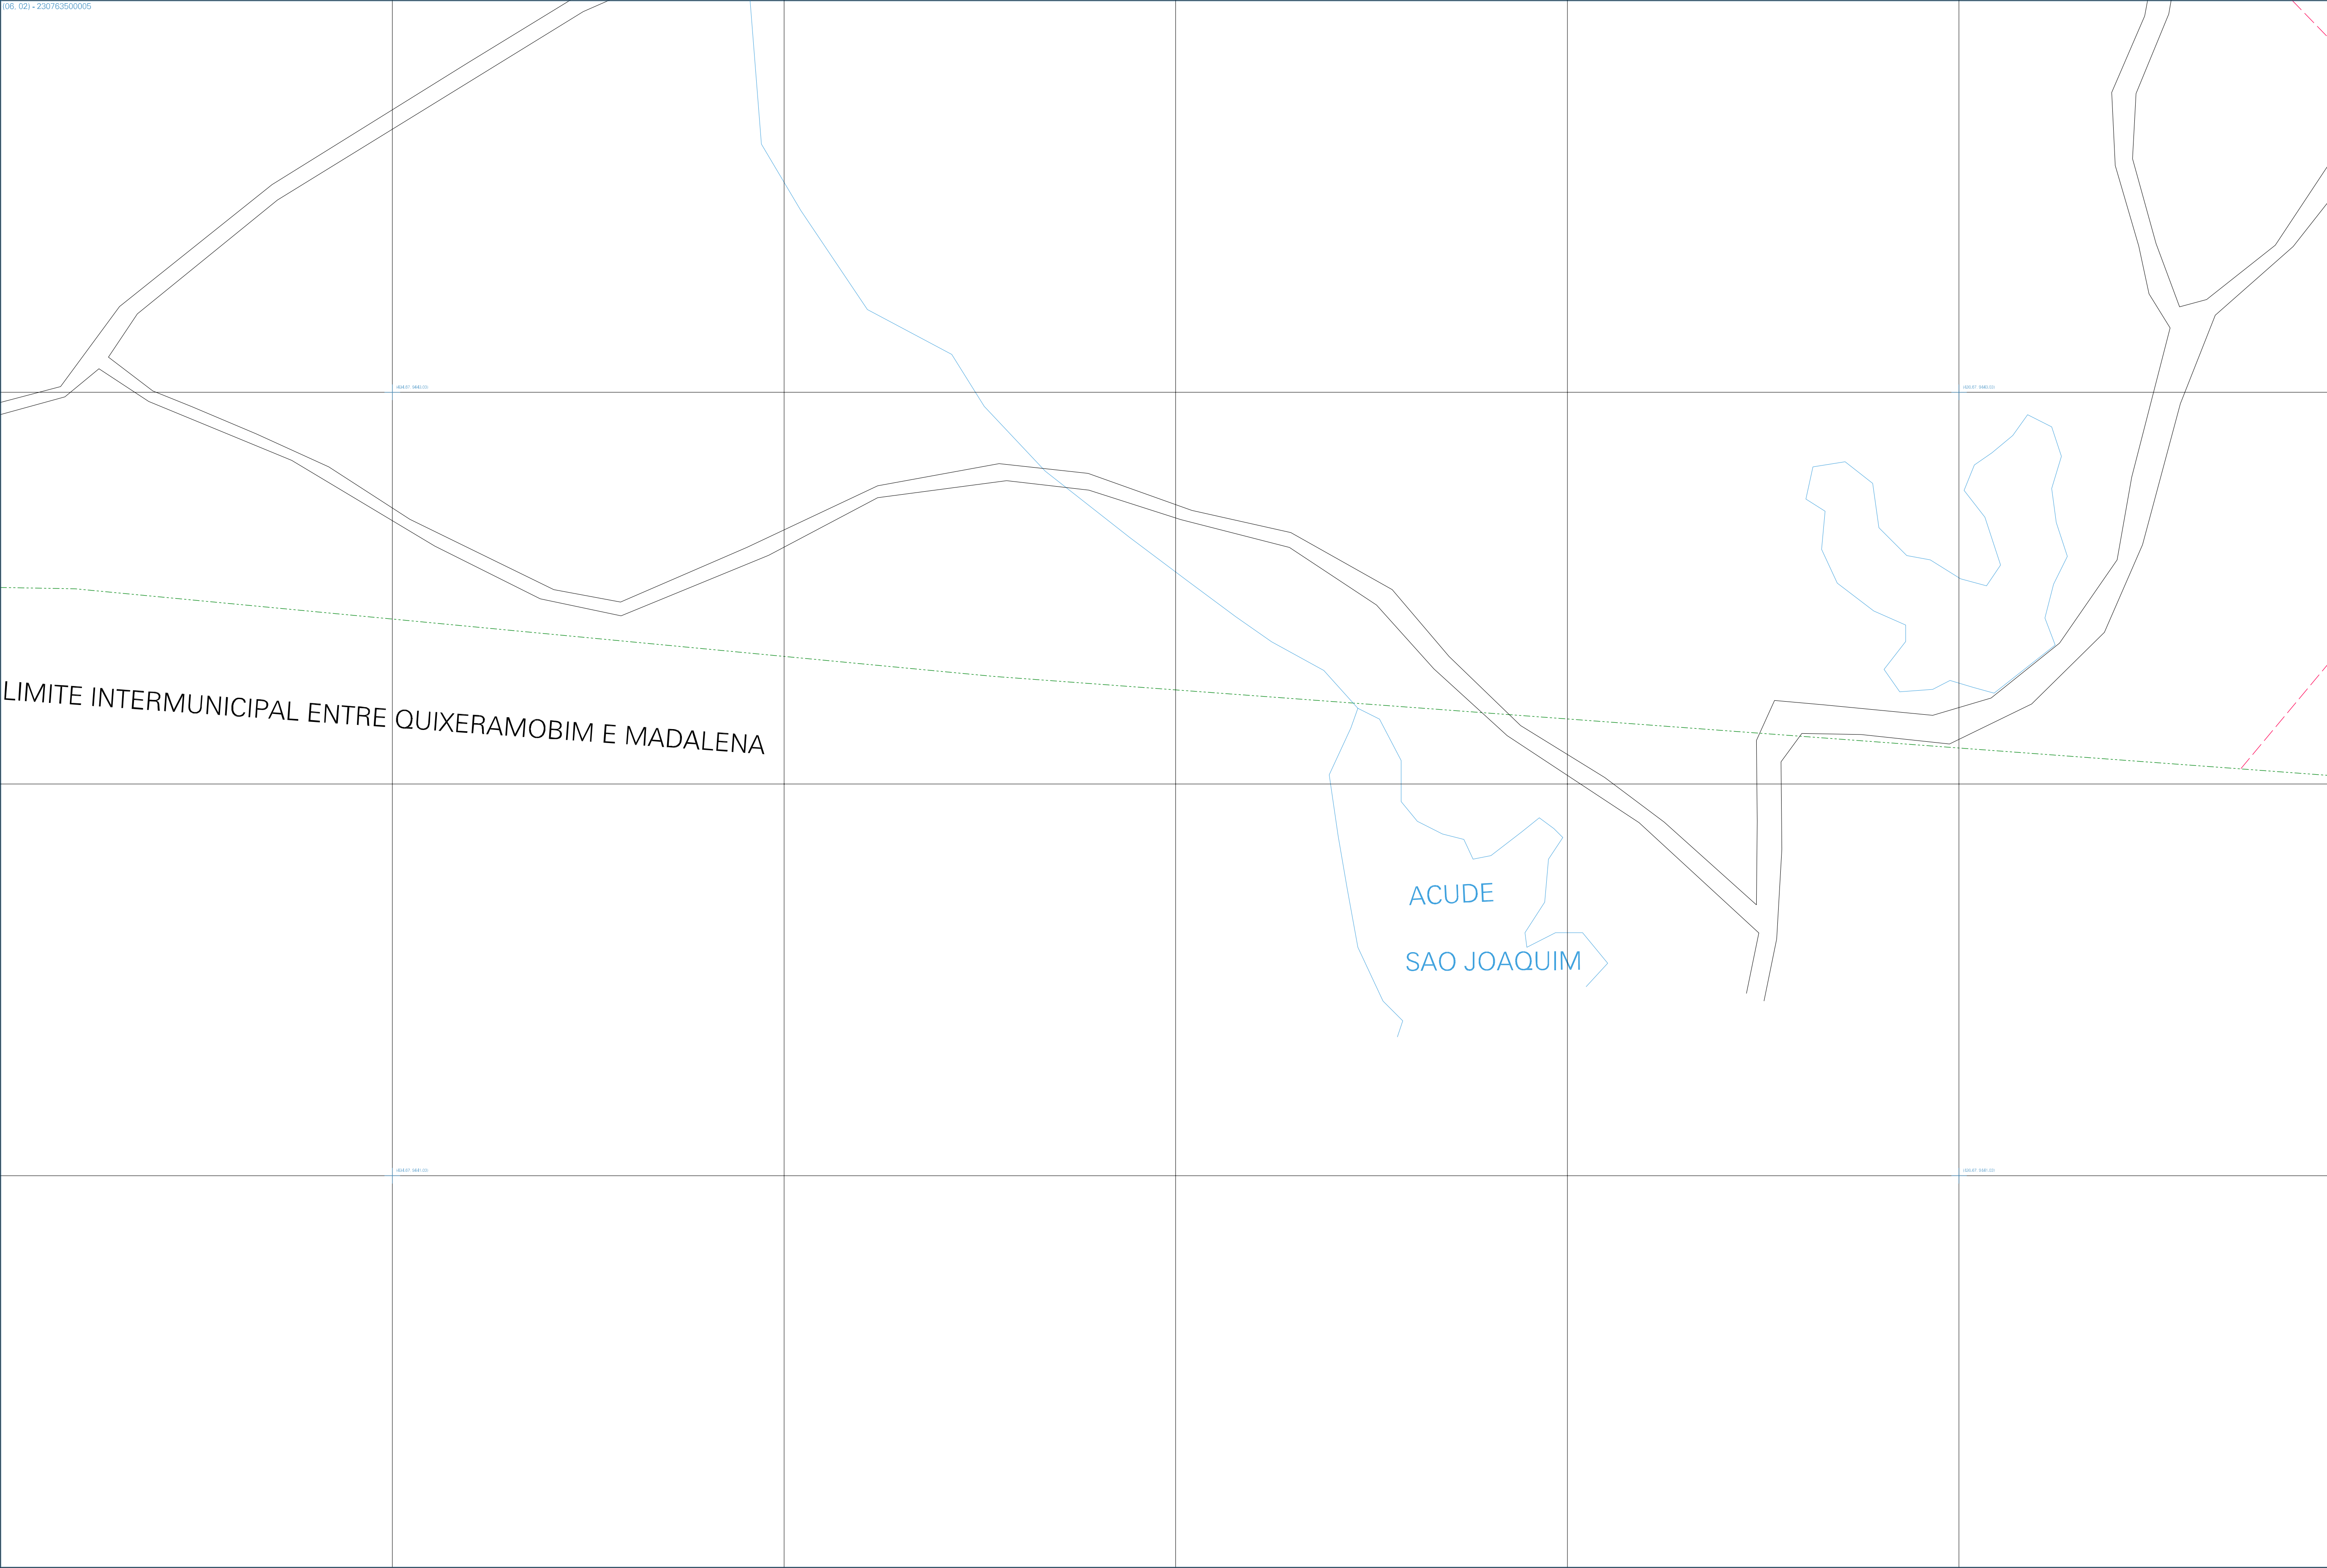 (06, 02) - 230763500005
LIMITE INTERMUNICIPAL ENTRE QUIXERAMOBIM E MADALENA
ACUDE
SAO JOAQUIM